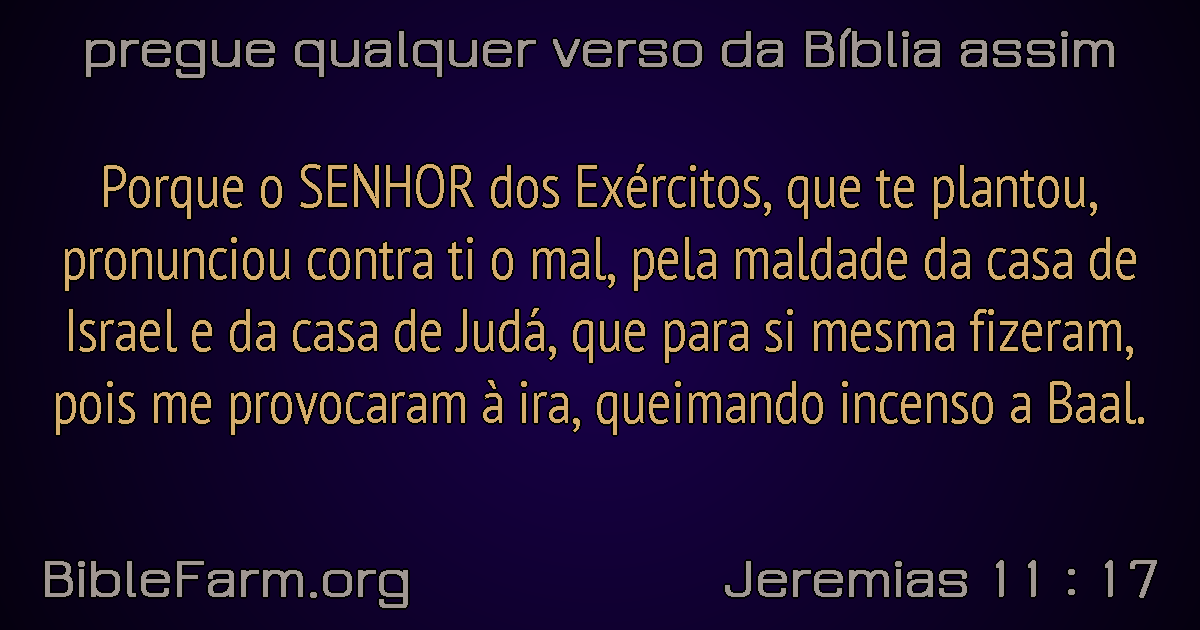 pregue qualquer verso da Bíblia assim
Porque o SENHOR dos Exércitos, que te plantou,
pronunciou contra ti o mal, pela maldade da casa de
Israel e da casa de Judá, que para si mesma fizeram,
pois me provocaram à ira, queimando incenso a Baal.
BibleFarm.org
Jeremias 11 : 17